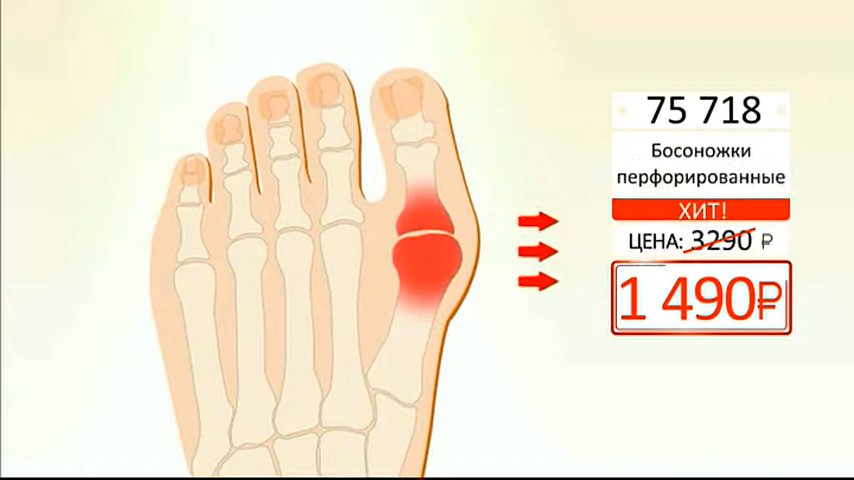 75 718
Босоножки
перфорированные
ХИТ!
ЦЕНА: 3290 ₽
1 490₽